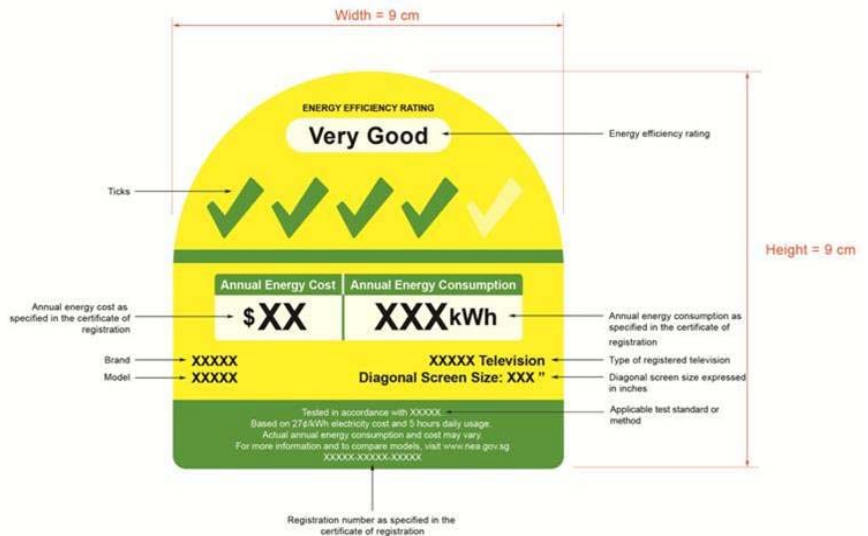 Width = 9 cm
ENERGY EFFICIENCY RATING
Very Good
Energy efficiency rating
Ticks
Height = 9 cm
Annual Energy Cost
Annual Energy Consumption
$XX
XXXkWh
Annual energy cost as
specified in the certificate of
registration
Annual energy consumption as
specified in the certificate of
registration
Brand
XXXXX
XXXXX Television
Type of registered television
Model
XXXXX
Diagonal Screen Size: XXX ”
Diagonal screen size expressed
in inches
Tested in accordance with XXXXX.
Based on 27¢/kWh electricity cost and 5 hours daily usage.
Actual annual energy consumption and cost may vary.
For more information and to compare models, visit www.nea.gov.sg
XXXXX-XXXXX-XXXXX
Applicable test standard or
method
Registration number as specified in the
certificate of registration